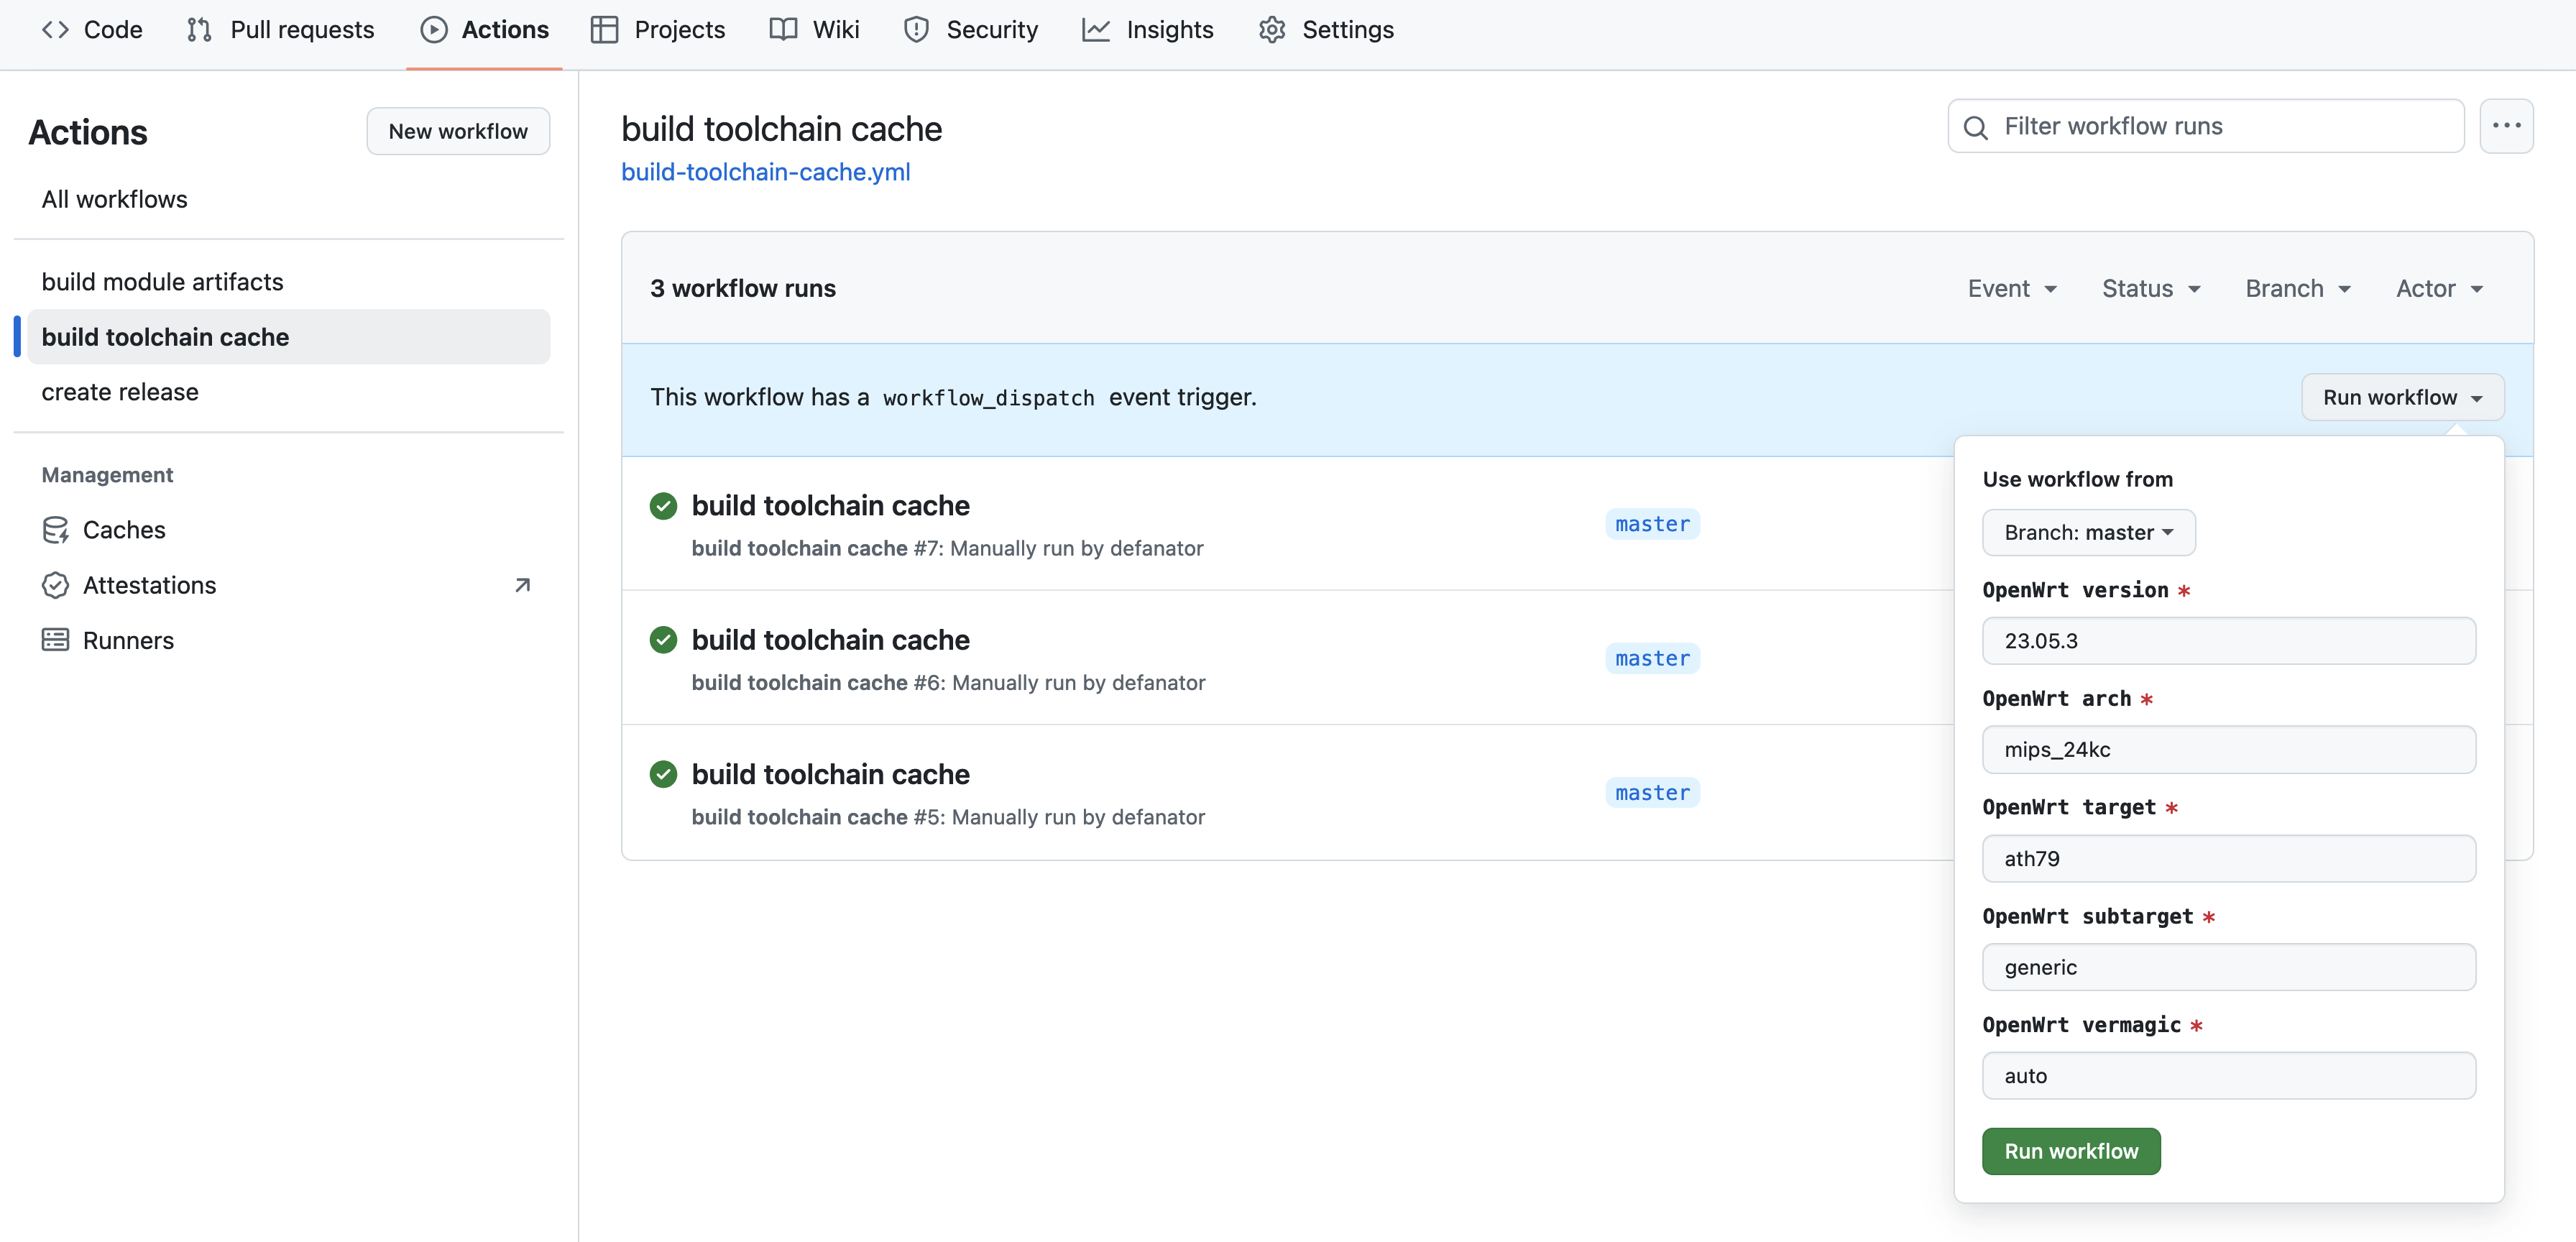 Code Pull requests Actions Projects Wiki Security Insights Settings
Actions
New workflow
All workflows
build module artifacts
build toolchain cache
create release
Management
Caches
Attestations
Runners
build toolchain cache
build-toolchain-cache.yml
Filter workflow runs
3 workflow runs
Event Status Branch Actor
This workflow has a workflow_dispatch event trigger.
Run workflow
build toolchain cache
build toolchain cache #7: Manually run by defanator
master
build toolchain cache
build toolchain cache #6: Manually run by defanator
master
build toolchain cache
build toolchain cache #5: Manually run by defanator
master
Use workflow from
Branch: master
OpenWrt version *
23.05.3
OpenWrt arch *
mips_24kc
OpenWrt target *
ath79
OpenWrt subtarget *
generic
OpenWrt vermagic *
auto
Run workflow